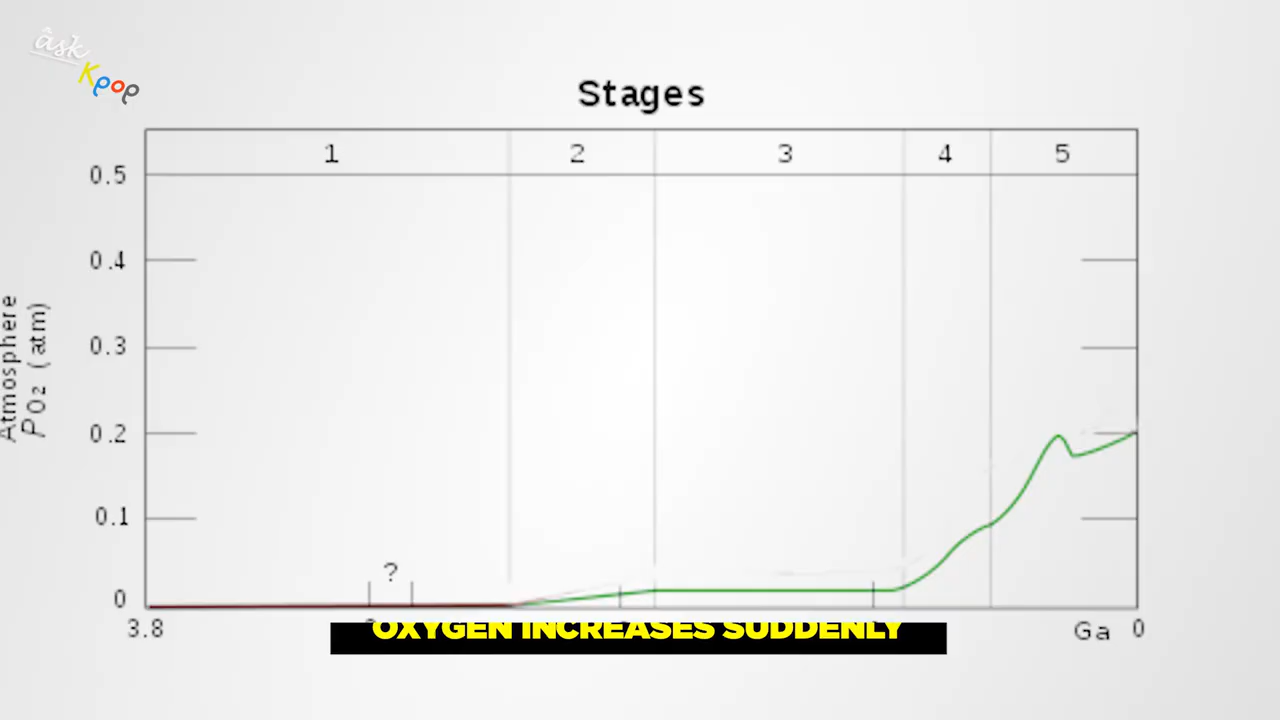 ask
Kpop
Stages
1 2 3 4 5
0.5
0.4
0.3
0.2
0.1
0
Atmosphere
PO₂ (atm)
?
3.8
Ga 0
OXYGEN INCREASES SUDDENLY